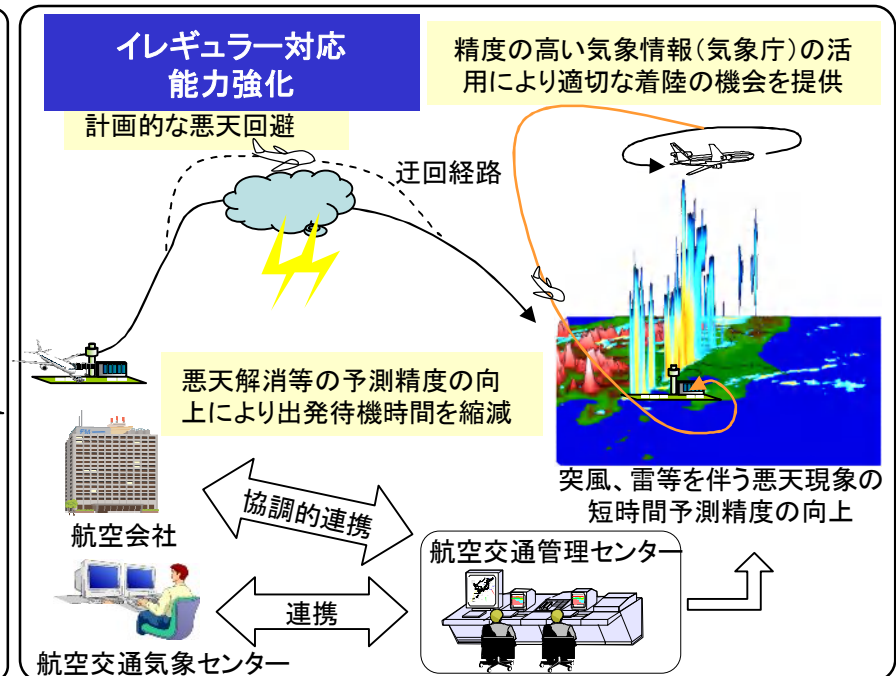 イレギュラー対応
能力強化
精度の高い気象情報（気象庁）の活
用により適切な着陸の機会を提供
計画的な悪天回避
迂回経路
悪天解消等の予測精度の向
上により出発待機時間を縮減
突風、雷等を伴う悪天現象の
短時間予測精度の向上
協調的連携
航空会社
航空交通管理センター
連携
航空交通気象センター